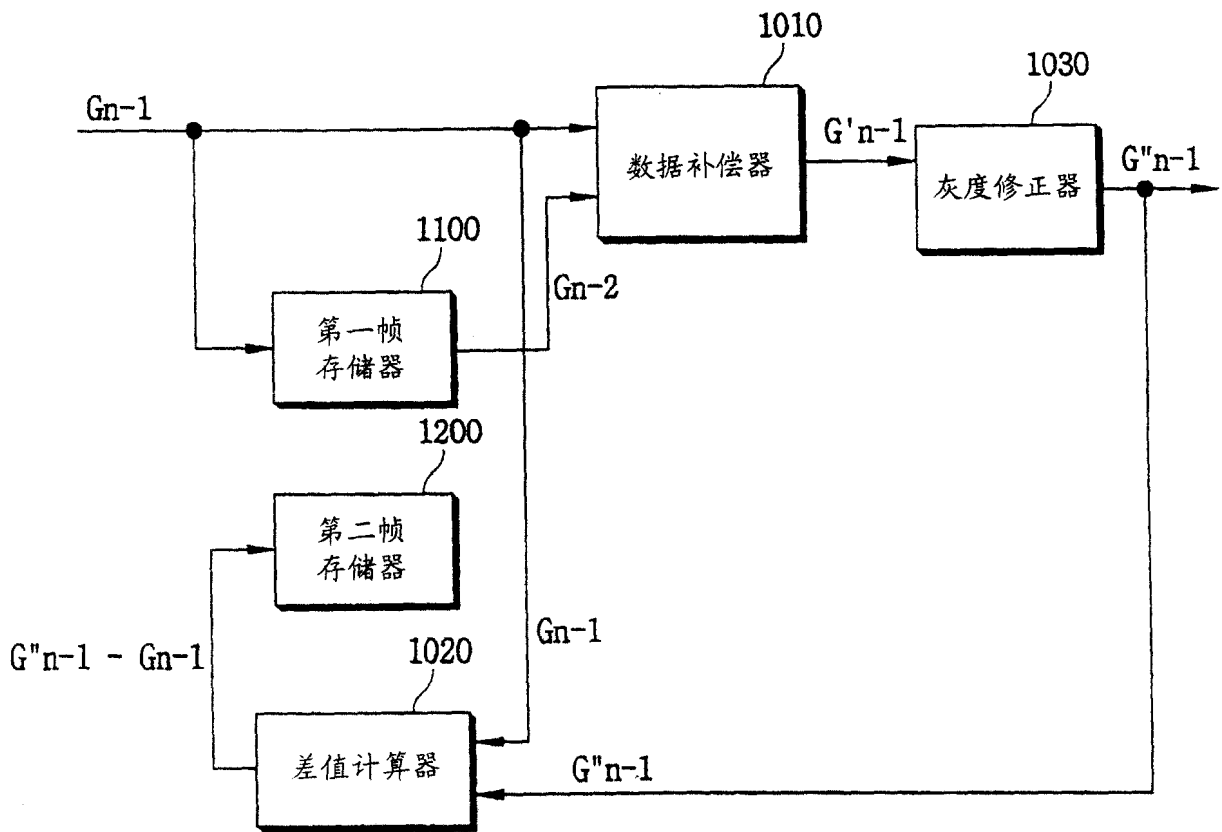 1010
1030
Gn-1
G'n-1
G"n-1
数据补偿器
灰度修正器
1100
Gn-2
第一帧
存储器
1200
第二帧
存储器
Gn-1
G"n-1 - Gn-1
1020
差值计算器
G"n-1